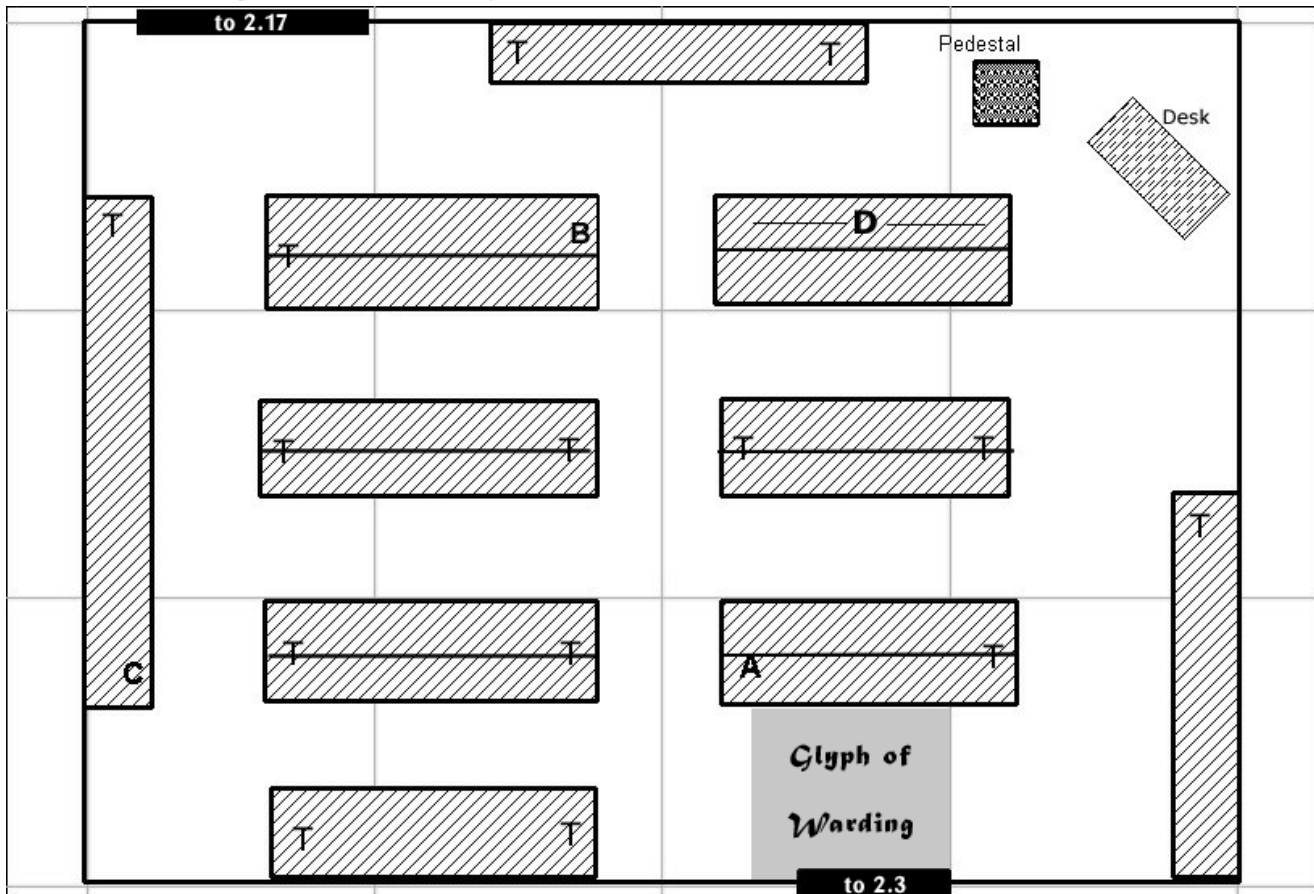 to 2.17
T T
Pedestal
Desk
T
B
T
D
T T
T T
T
T T
T
A
C
Glyph of
Warding
T T
to 2.3